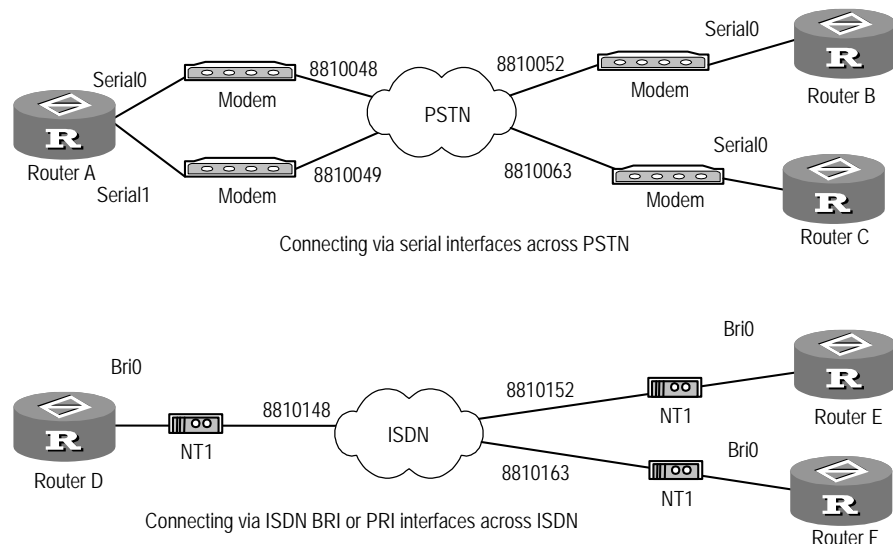 Serial0
8810048
8810052
Serial0
Modem
Modem
Router B
PSTN
R
R
Router A
Serial0
Serial1
8810049
8810063
Modem
Modem
R
Router C
Connecting via serial interfaces across PSTN
Bri0
Bri0
8810148
8810152
R
R
NT1
ISDN
NT1
Router E
Router D
8810163
Bri0
NT1
R
Connecting via ISDN BRI or PRI interfaces across ISDN
Router F